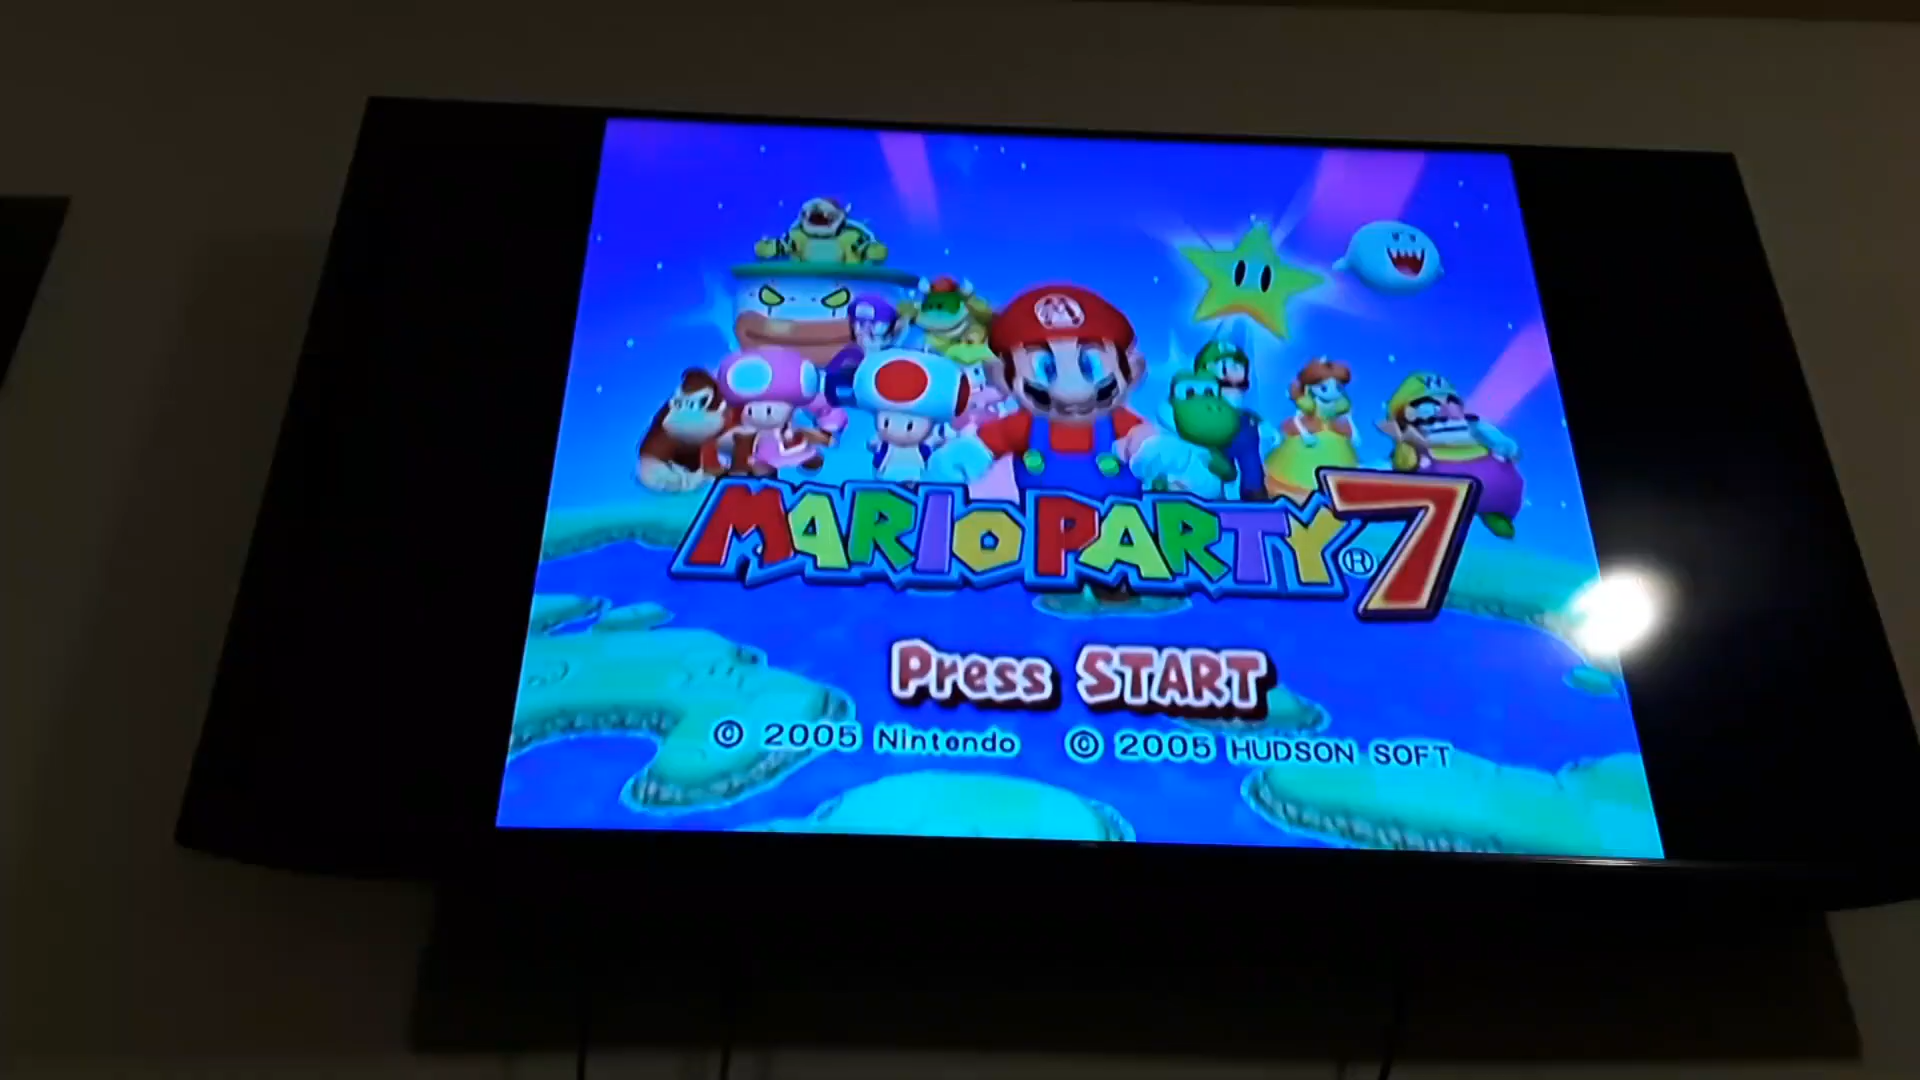 MARIO PARTY® 7
Press START
© 2005 Nintendo © 2005 HUDSON SOFT